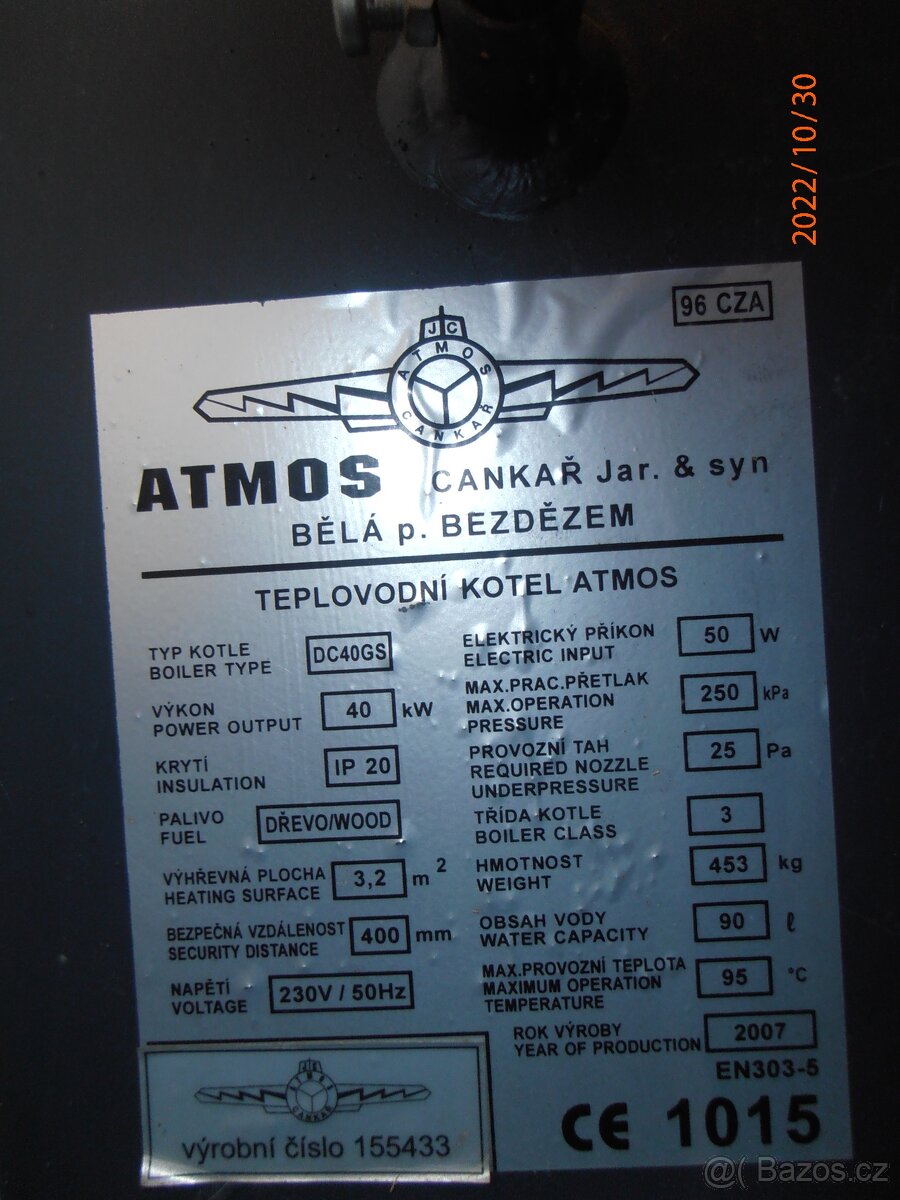 2022/10/30
96 CZA
JC
ATMOS
CANKAŘ
ATMOS CANKAŘ Jar. & syn
BĚLÁ p. BEZDĚZEM
TEPLOVODNÍ KOTEL ATMOS
TYP KOTLE
BOILER TYPE
DC40GS
VÝKON
POWER OUTPUT
40 kW
KRYTÍ
INSULATION
IP 20
PALIVO
FUEL
DŘEVO/WOOD
VÝHŘEVNÁ PLOCHA
HEATING SURFACE
3,2 m²
BEZPEČNÁ VZDÁLENOST
SECURITY DISTANCE
400 mm
NAPĚTÍ
VOLTAGE
230V / 50Hz
ELEKTRICKÝ PŘÍKON
ELECTRIC INPUT
50 W
MAX.PRAC.PŘETLAK
MAX.OPERATION
PRESSURE
250 kPa
PROVOZNÍ TAH
REQUIRED NOZZLE
UNDERPRESSURE
25 Pa
TŘÍDA KOTLE
BOILER CLASS
3
HMOTNOST
WEIGHT
453 kg
OBSAH VODY
WATER CAPACITY
90 ℓ
MAX.PROVOZNÍ TEPLOTA
MAXIMUM OPERATION
TEMPERATURE
95 °C
ROK VÝROBY
YEAR OF PRODUCTION
2007
EN303-5
CE 1015
JC
ATMOS
CANKAŘ
výrobní číslo 155433
@( Bazos.cz